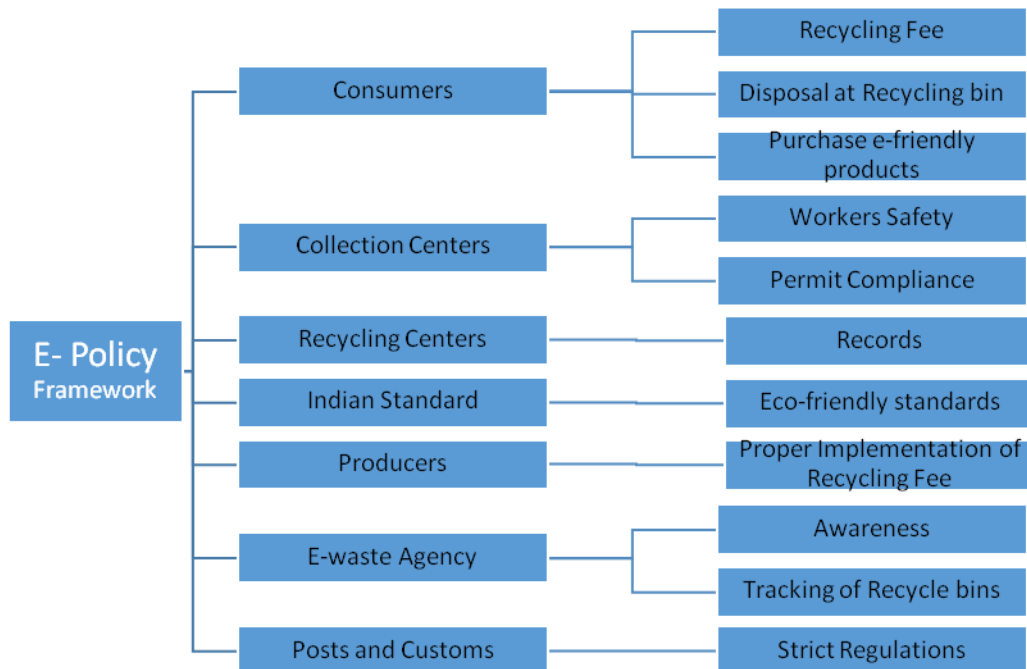 E- Policy
Framework
Consumers
Recycling Fee
Disposal at Recycling bin
Purchase e-friendly
products
Collection Centers
Workers Safety
Permit Compliance
Recycling Centers
Records
Indian Standard
Eco-friendly standards
Producers
Proper Implementation of
Recycling Fee
E-waste Agency
Awareness
Tracking of Recycle bins
Posts and Customs
Strict Regulations